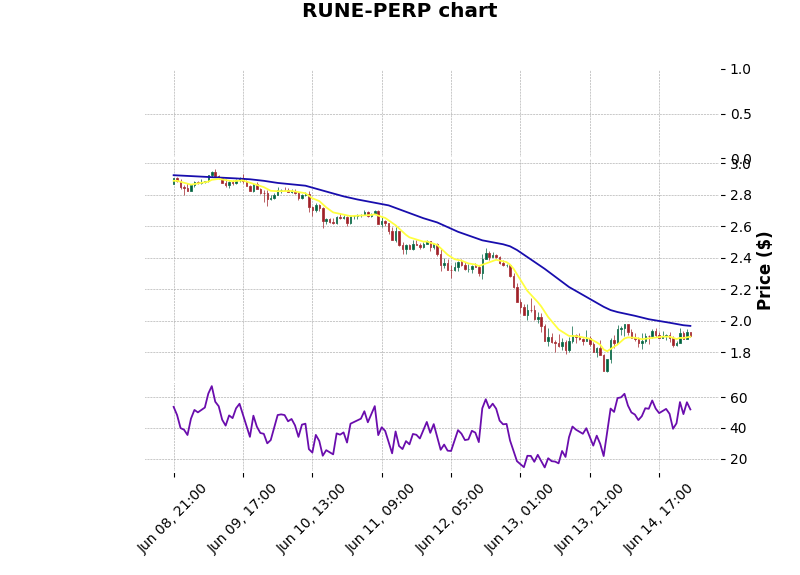 RUNE-PERP chart
1.0
0.5
0.0
3.0
2.8
2.6
2.4
2.2
2.0
1.8
Price ($)
60
40
20
Jun 08, 21:00
Jun 09, 17:00
Jun 10, 13:00
Jun 11, 09:00
Jun 12, 05:00
Jun 13, 01:00
Jun 13, 21:00
Jun 14, 17:00